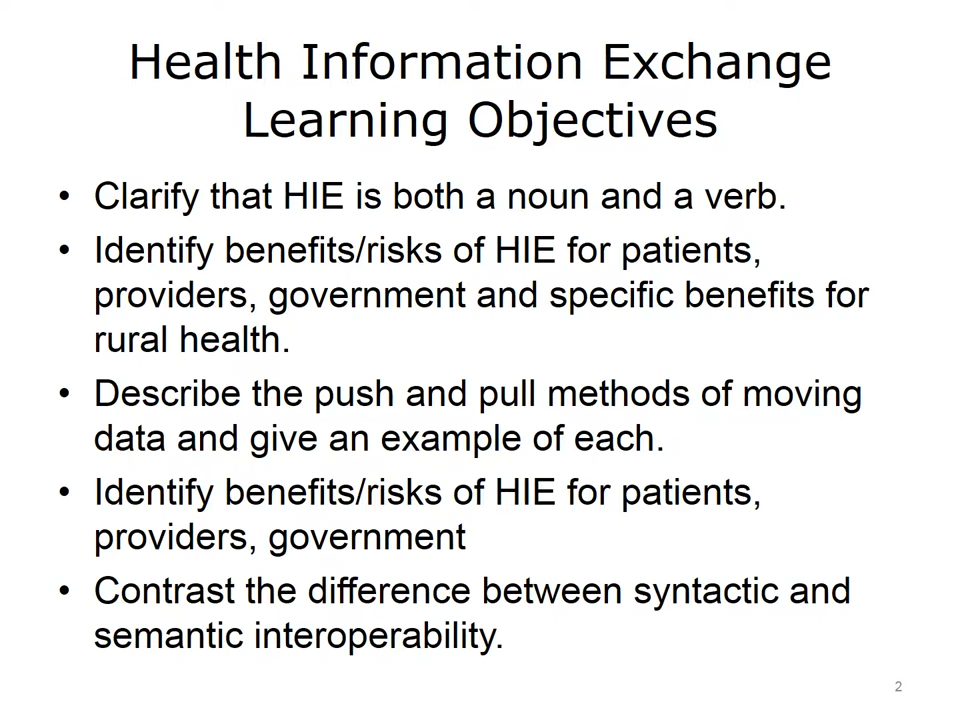 Health Information Exchange
Learning Objectives
• Clarify that HIE is both a noun and a verb.
• Identify benefits/risks of HIE for patients,
providers, government and specific benefits for
rural health.
• Describe the push and pull methods of moving
data and give an example of each.
• Identify benefits/risks of HIE for patients,
providers, government
• Contrast the difference between syntactic and
semantic interoperability.
2